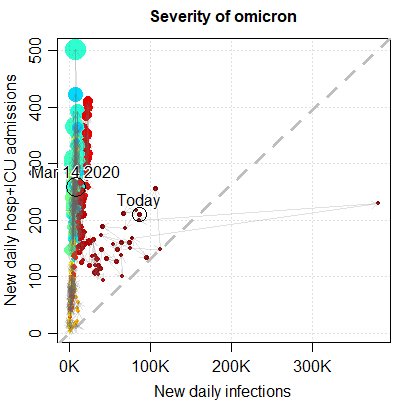 Severity of omicron
New daily hosp+ICU admissions
500
400
300
200
100
0
Mar 14 2020
Today
0K
100K
200K
300K
New daily infections